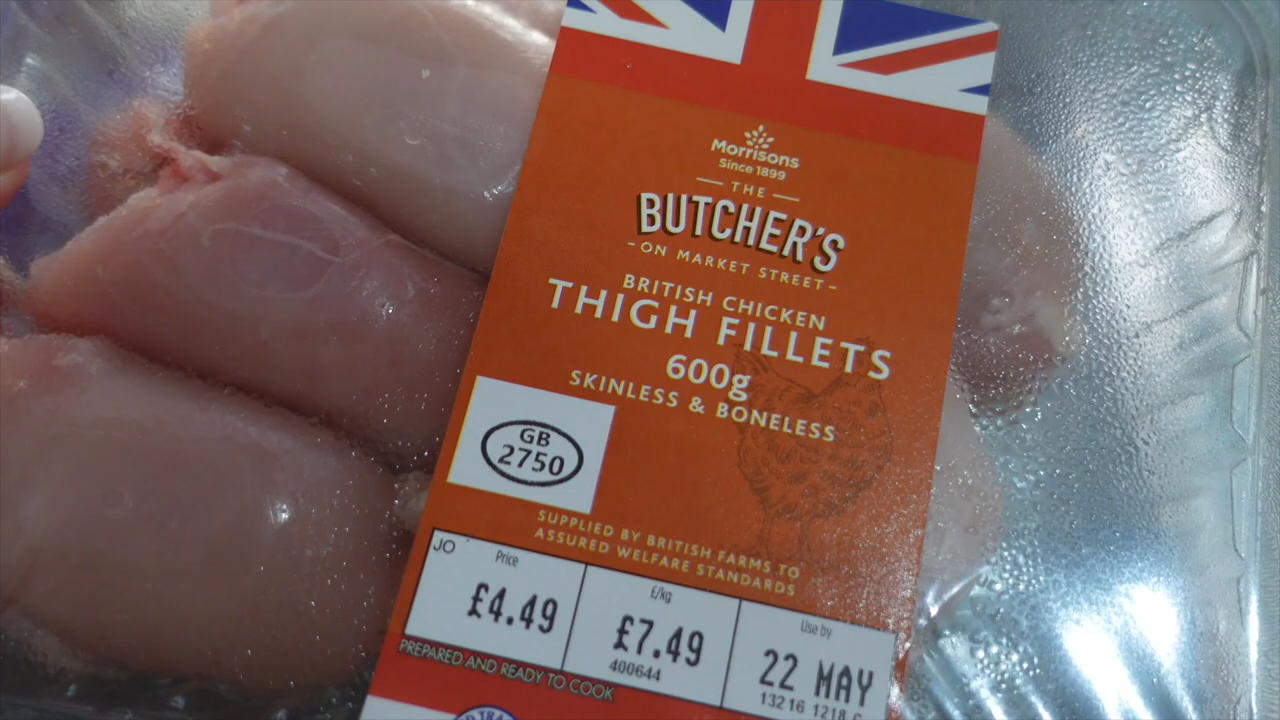 Morrisons
Since 1899
THE
BUTCHER'S
-ON MARKET STREET-
BRITISH CHICKEN
THIGH FILLETS
600g
SKINLESS & BONELESS
GB
2750
SUPPLIED BY BRITISH FARMS TO
ASSURED WELFARE STANDARDS
JO
Price
£4.49
£/kg
£7.49
400644
Use by
22 MAY
13216 1218
PREPARED AND READY TO COOK